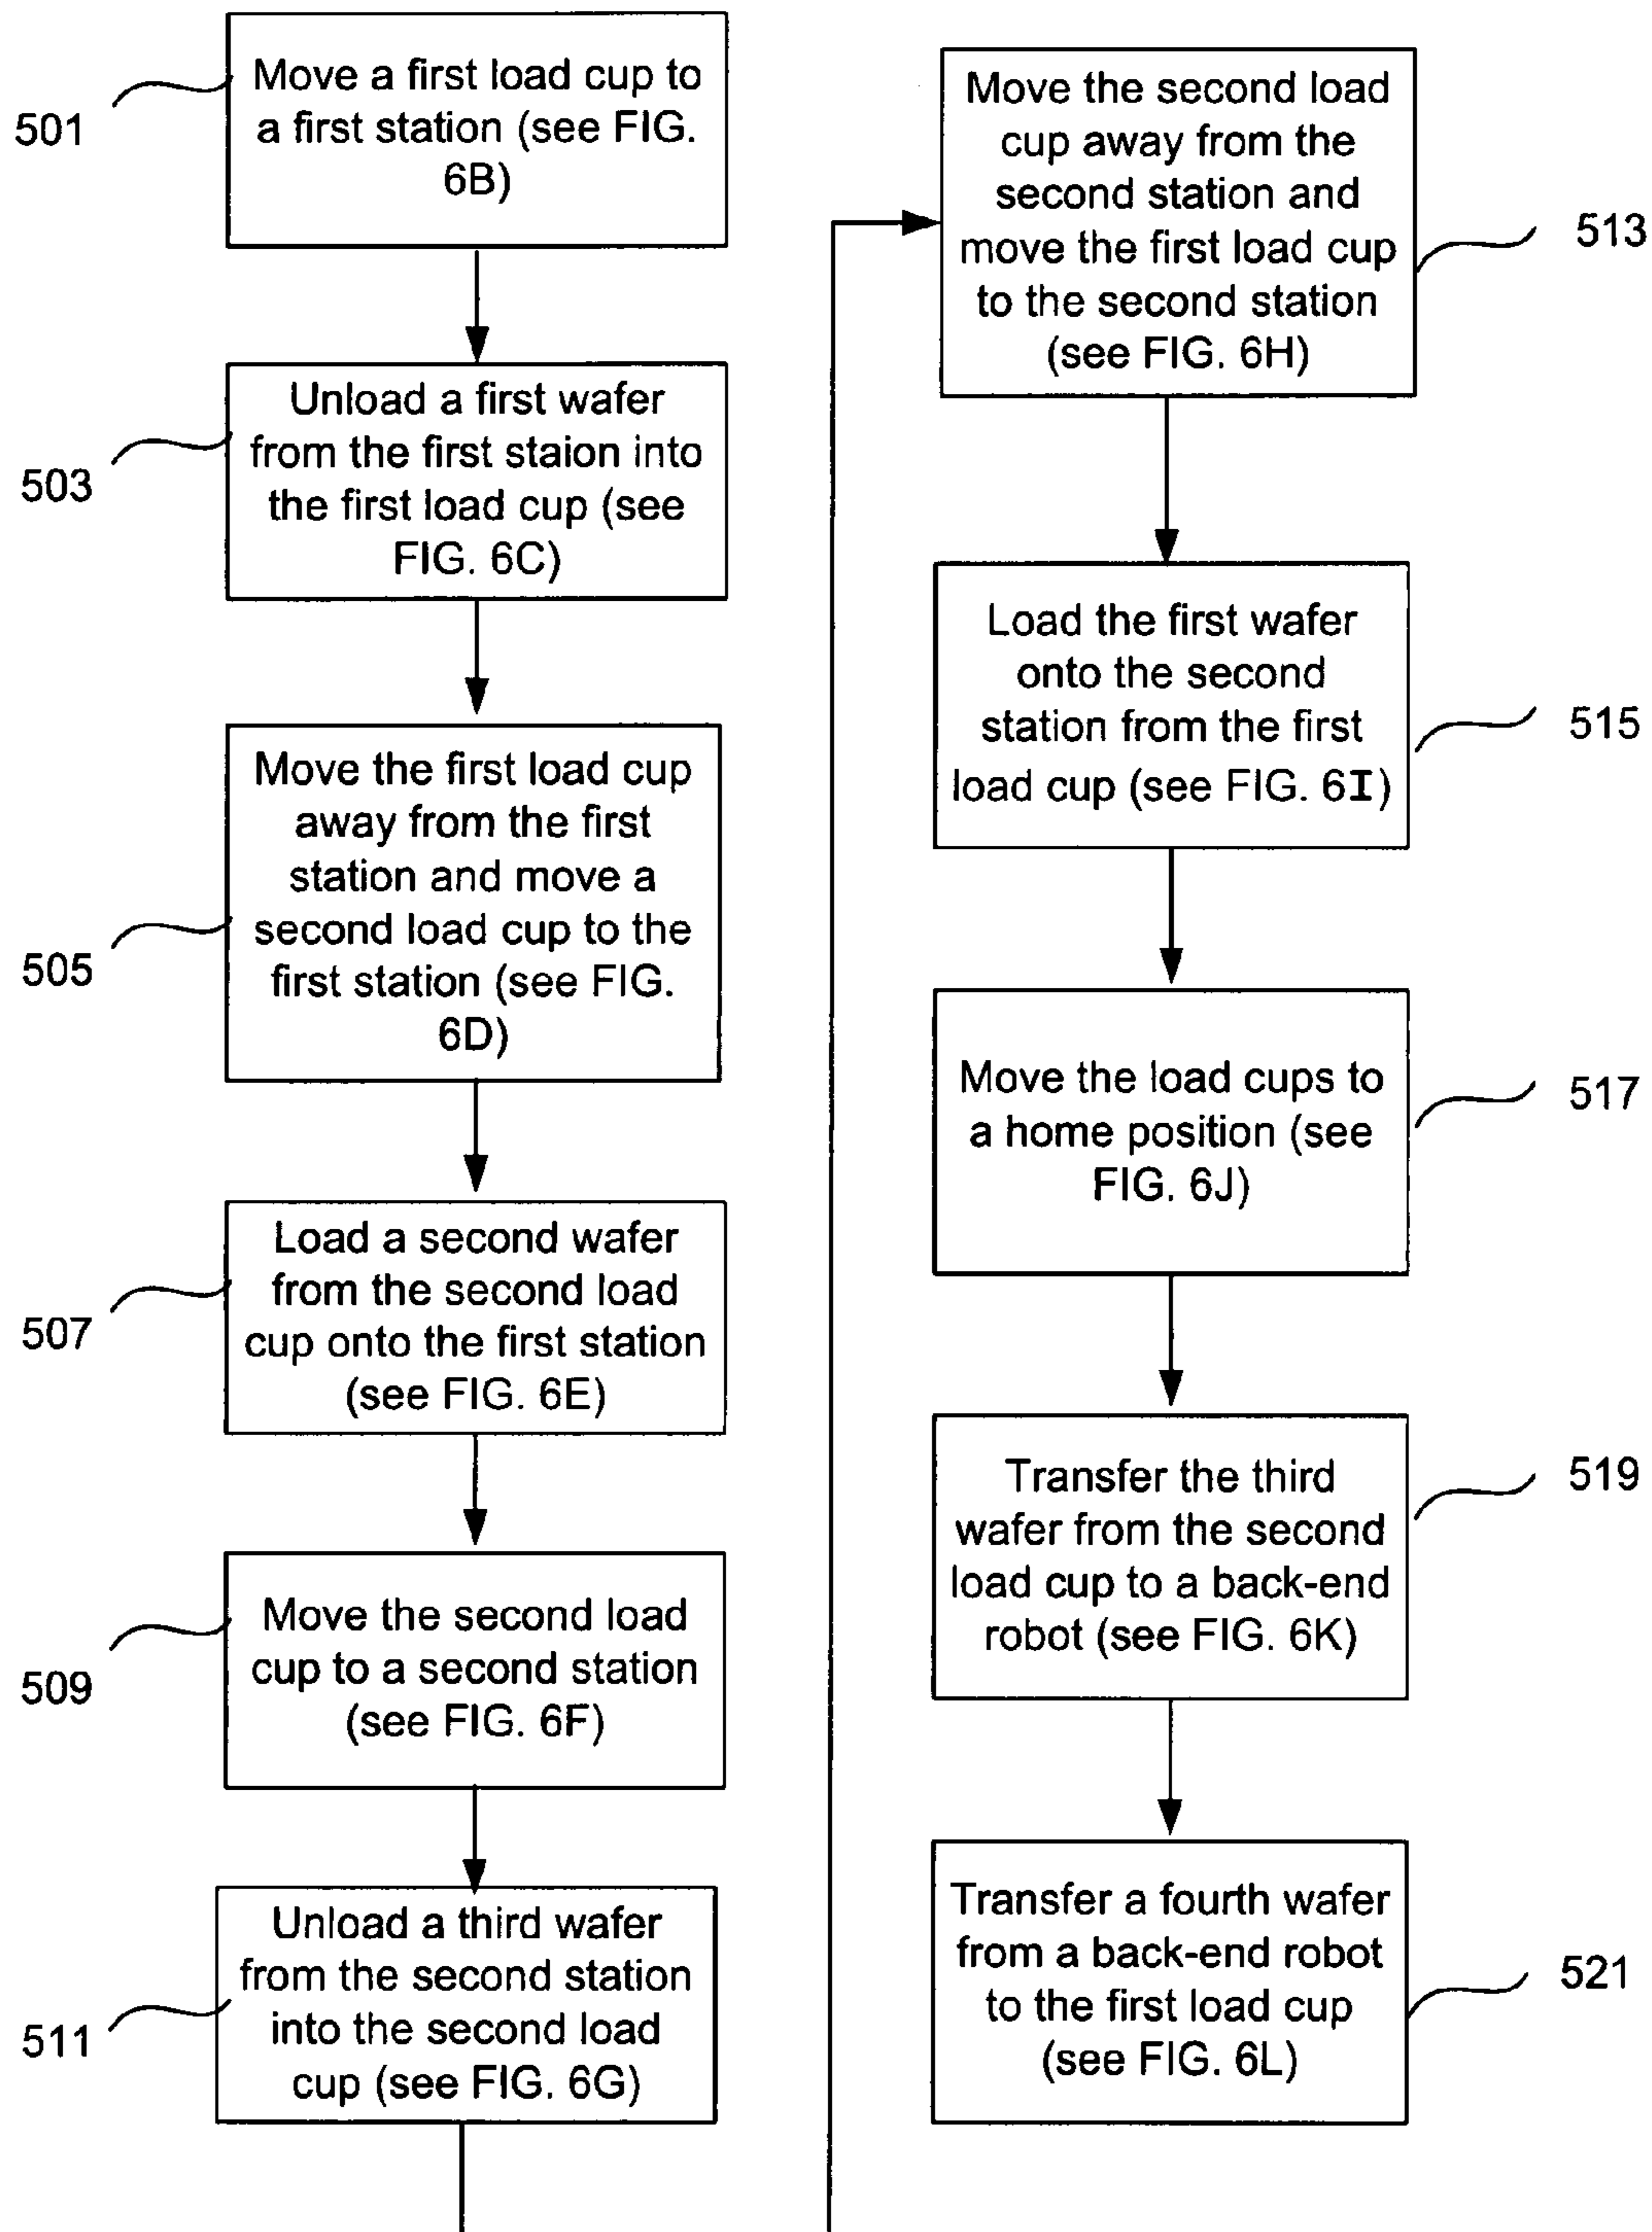 Move a first load cup to
a first station (see FIG.
6B)
501
Unload a first wafer
from the first staion into
the first load cup (see
FIG. 6C)
503
Move the first load cup
away from the first
station and move a
second load cup to the
first station (see FIG.
6D)
505
Load a second wafer
from the second load
cup onto the first station
(see FIG. 6E)
507
Move the second load
cup to a second station
(see FIG. 6F)
509
Unload a third wafer
from the second station
into the second load
cup (see FIG. 6G)
511
Move the second load
cup away from the
second station and
move the first load cup
to the second station
(see FIG. 6H)
513
Load the first wafer
onto the second
station from the first
load cup (see FIG. 6I)
515
Move the load cups to
a home position (see
FIG. 6J)
517
Transfer the third
wafer from the second
load cup to a back-end
robot (see FIG. 6K)
519
Transfer a fourth wafer
from a back-end robot
to the first load cup
(see FIG. 6L)
521